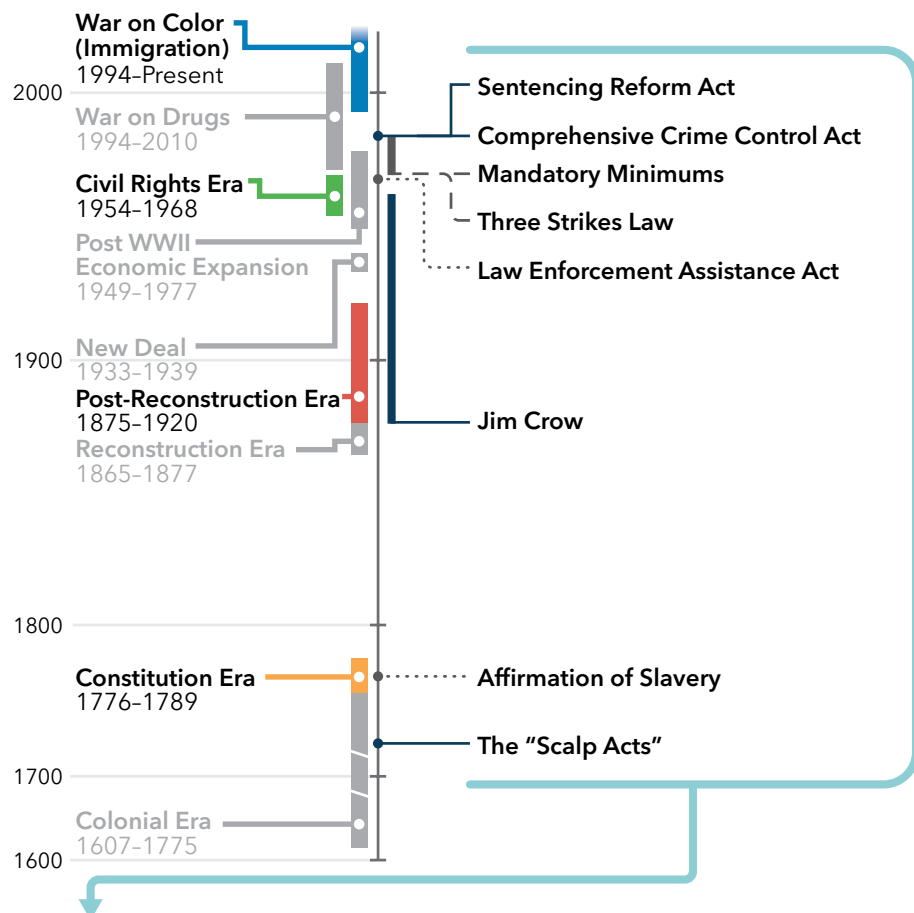 War on Color
(Immigration)
1994–Present
2000
War on Drugs
1994–2010
Civil Rights Era
1954–1968
Post WWII
Economic Expansion
1949–1977
New Deal
1933–1939
1900
Post-Reconstruction Era
1875–1920
Reconstruction Era
1865–1877
1800
Constitution Era
1776–1789
1700
Colonial Era
1607–1775
1600
Sentencing Reform Act
Comprehensive Crime Control Act
Mandatory Minimums
Three Strikes Law
Law Enforcement Assistance Act
Jim Crow
Affirmation of Slavery
The “Scalp Acts”